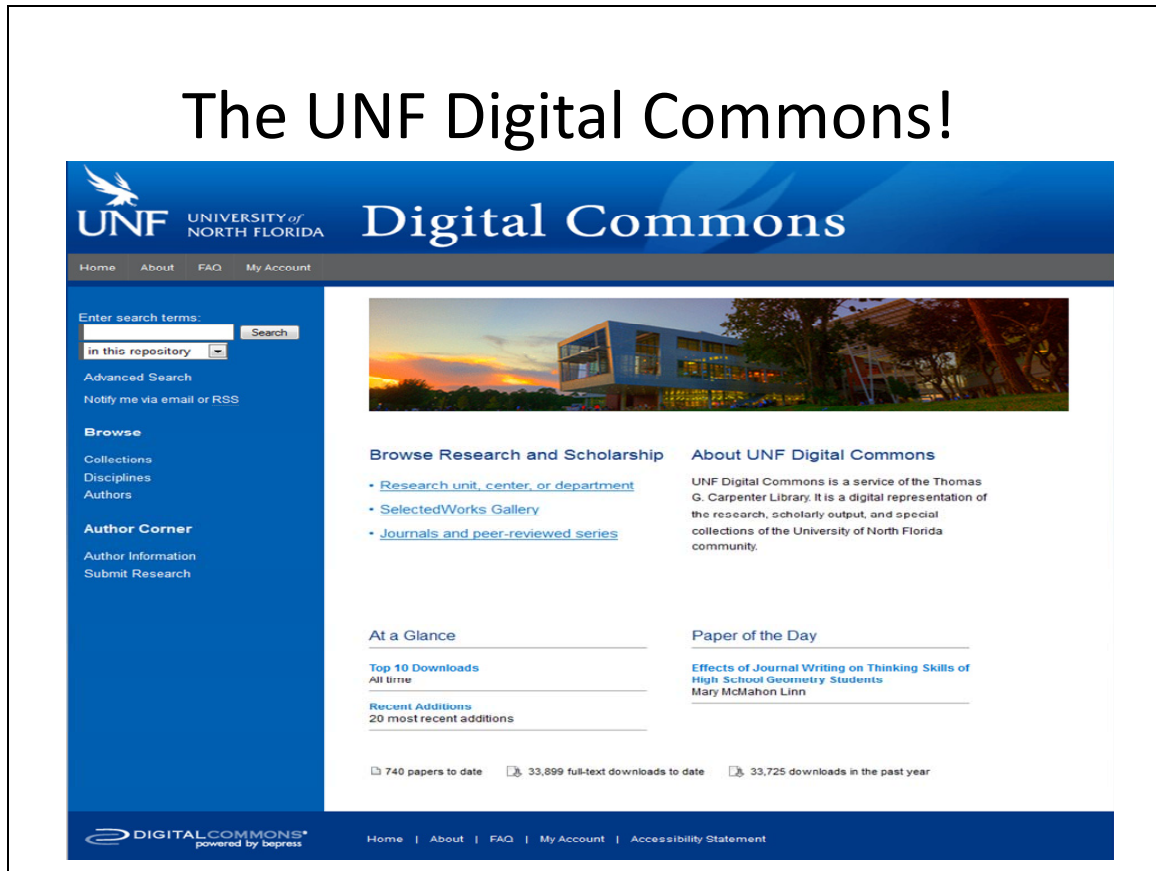 The UNF Digital Commons!
UNF
UNIVERSITY of
NORTH FLORIDA
Digital Commons
Home About FAQ My Account
Enter search terms:
Search
in this repository
Advanced Search
Notify me via email or RSS
Browse
Collections
Disciplines
Authors
Author Corner
Author Information
Submit Research
Browse Research and Scholarship
• Research unit, center, or department
• SelectedWorks Gallery
• Journals and peer-reviewed series
About UNF Digital Commons
UNF Digital Commons is a service of the Thomas
G. Carpenter Library. It is a digital representation of
the research, scholarly output, and special
collections of the University of North Florida
community.
At a Glance
Top 10 Downloads
All time
Recent Additions
20 most recent additions
Paper of the Day
Effects of Journal Writing on Thinking Skills of
High School Geometry Students
Mary McMahon Linn
740 papers to date 33,899 full-text downloads to date 33,725 downloads in the past year
DIGITALCOMMONS®
powered by bepress
Home | About | FAQ | My Account | Accessibility Statement